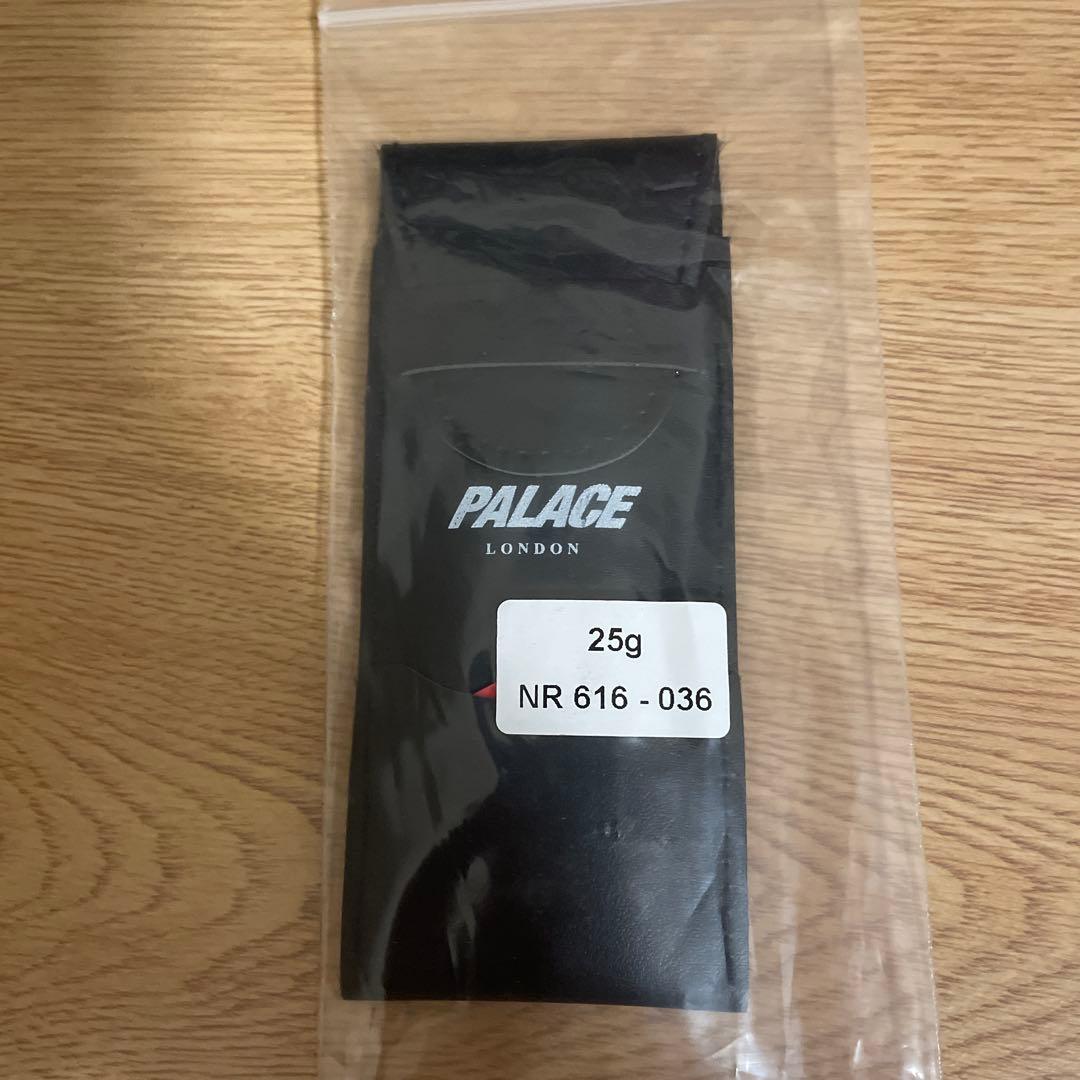 PALACE
LONDON
25g
NR 616 - 036